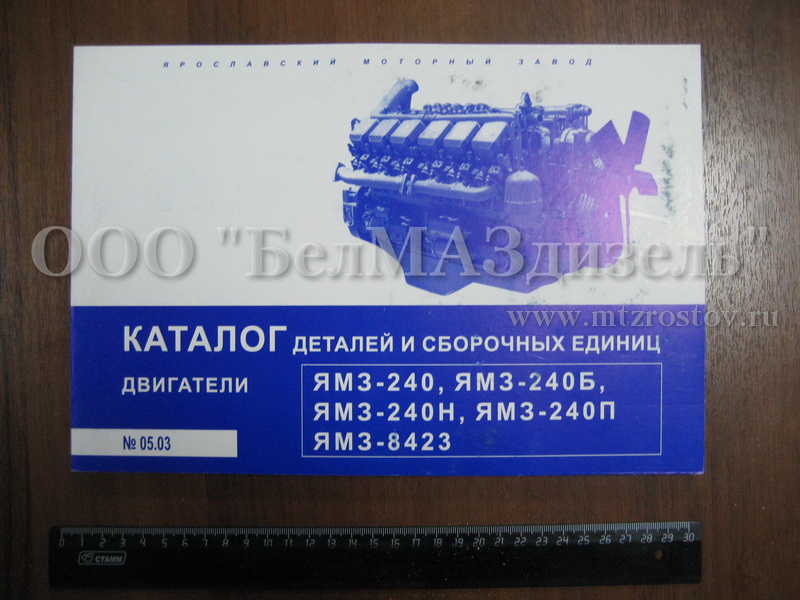 ЯРОСЛАВСКИЙ МОТОРНЫЙ ЗАВОД
ООО "БелМАЗдизель"
www.mtzrostov.ru
КАТАЛОГ ДЕТАЛЕЙ И СБОРОЧНЫХ ЕДИНИЦ
ДВИГАТЕЛИ
ЯМЗ-240, ЯМЗ-240Б,
ЯМЗ-240Н, ЯМЗ-240П
ЯМЗ-8423
№ 05.03
0 1 2 3 4 5 6 7 8 9 10 11 12 13 14 15 16 17 18 19 20 21 22 23 24 25 26 27 28 29 30
СТАММ